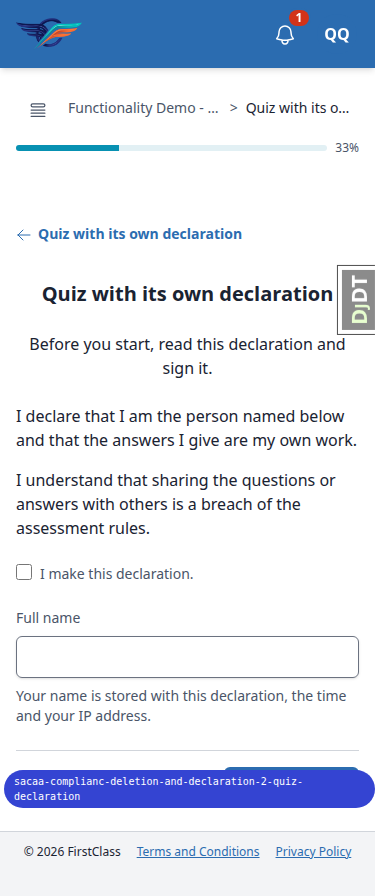 1
QQ
Functionality Demo - ... > Quiz with its o...
33%
← Quiz with its own declaration
DJDT
Quiz with its own declaration
Before you start, read this declaration and
sign it.
I declare that I am the person named below
and that the answers I give are my own work.
I understand that sharing the questions or
answers with others is a breach of the
assessment rules.
I make this declaration.
Full name
Your name is stored with this declaration, the time
and your IP address.
sacaa-complianc-deletion-and-declaration-2-quiz-
declaration
© 2026 FirstClass Terms and Conditions Privacy Policy